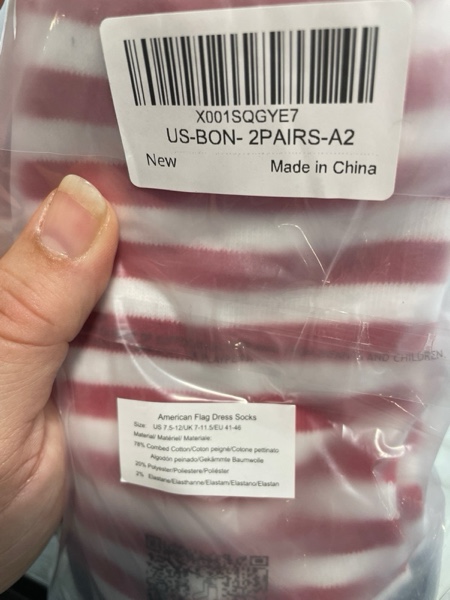 X001SQGYE7
US-BON- 2PAIRS-A2
New
Made in China
AND CHILDREN
American Flag Dress Socks
Size: US 7.5-12/UK 7-11.5/EU 41-46
Material/ Matériel/ Materiale:
78% Combed Cotton/Coton peigné/Cotone pettinato
Algodón peinado/Gekämmte Baumwolle
20% Polyester/Poliestere/Poliéster
2% Elastane/Elasthanne/Elastam/Elastano/Elastan